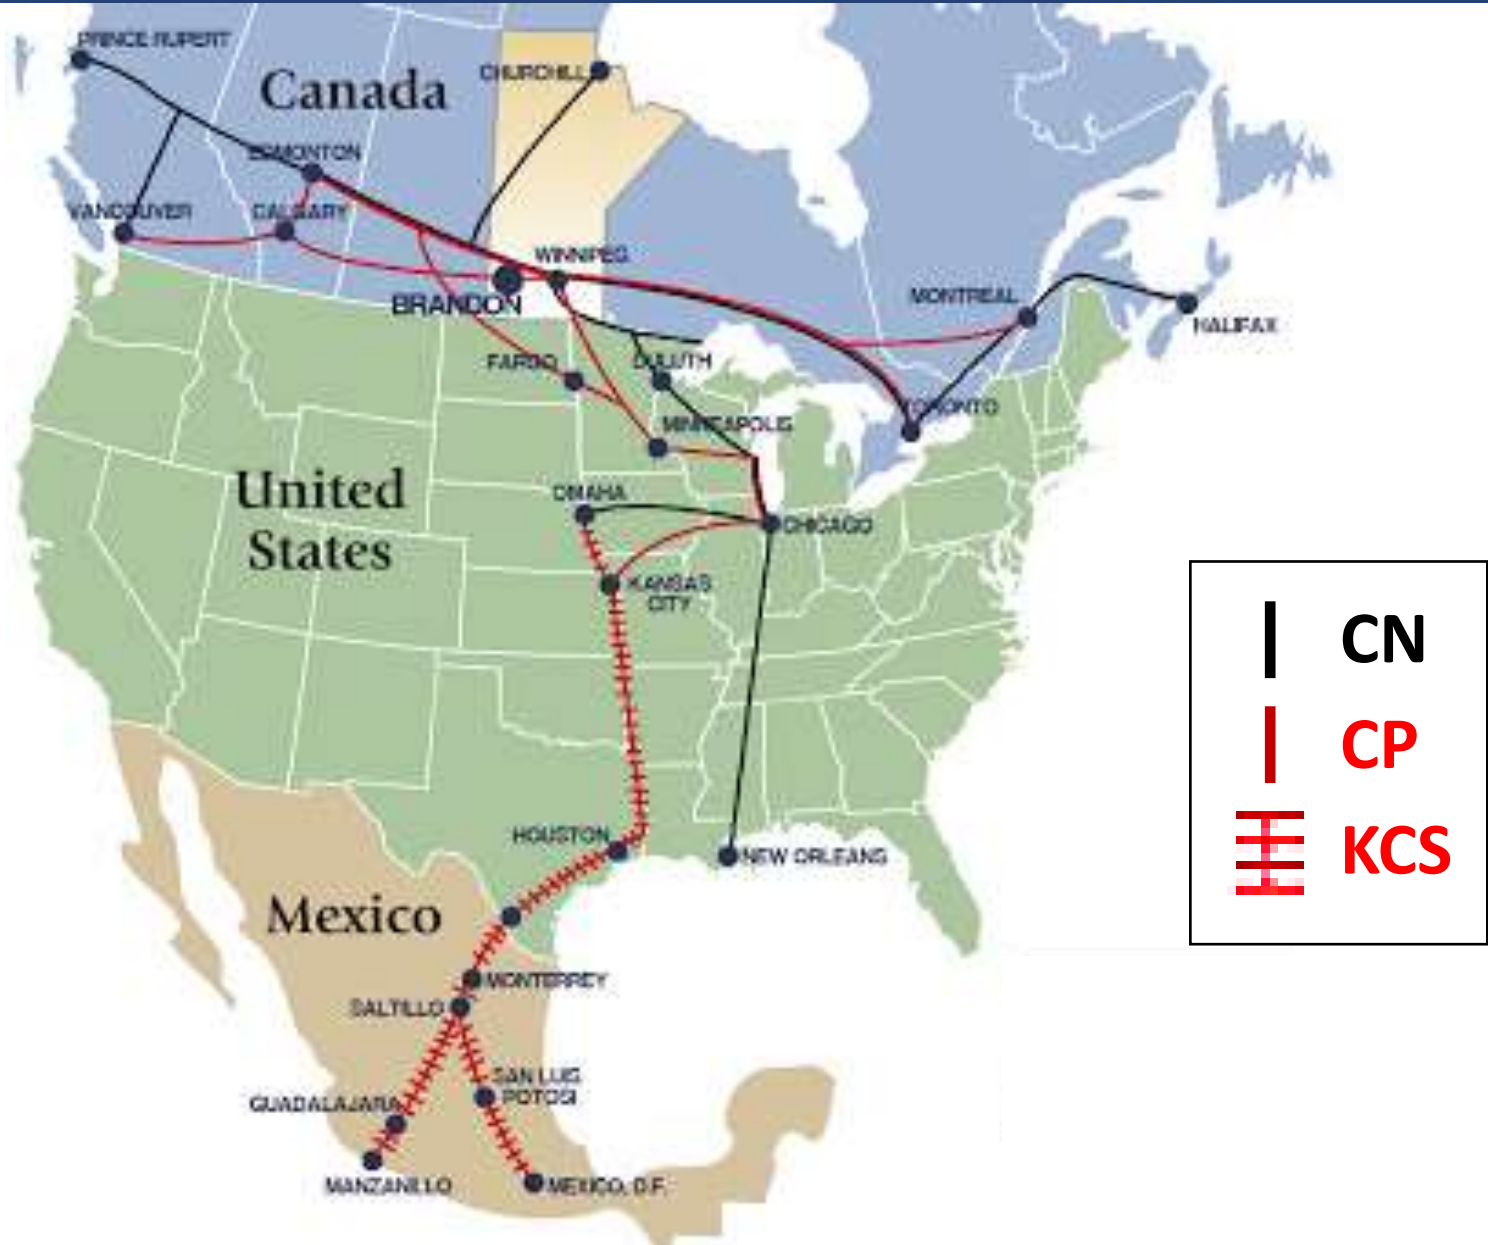 PRINCE RUPERT
Canada
CHURCHILL
EDMONTON
VANCOUVER
CALGARY
WINNIPEG
BRANDON
MONTREAL
HALIFAX
FARGO
DULUTH
TORONTO
MINNEAPOLIS
United
States
OMAHA
CHICAGO
KANSAS
CITY
CN
CP
KCS
HOUSTON
NEW ORLEANS
Mexico
MONTERREY
SALTILLO
SAN LUIS
POTOSI
GUADALAJARA
MANZANILLO
MEXICO, D.F.